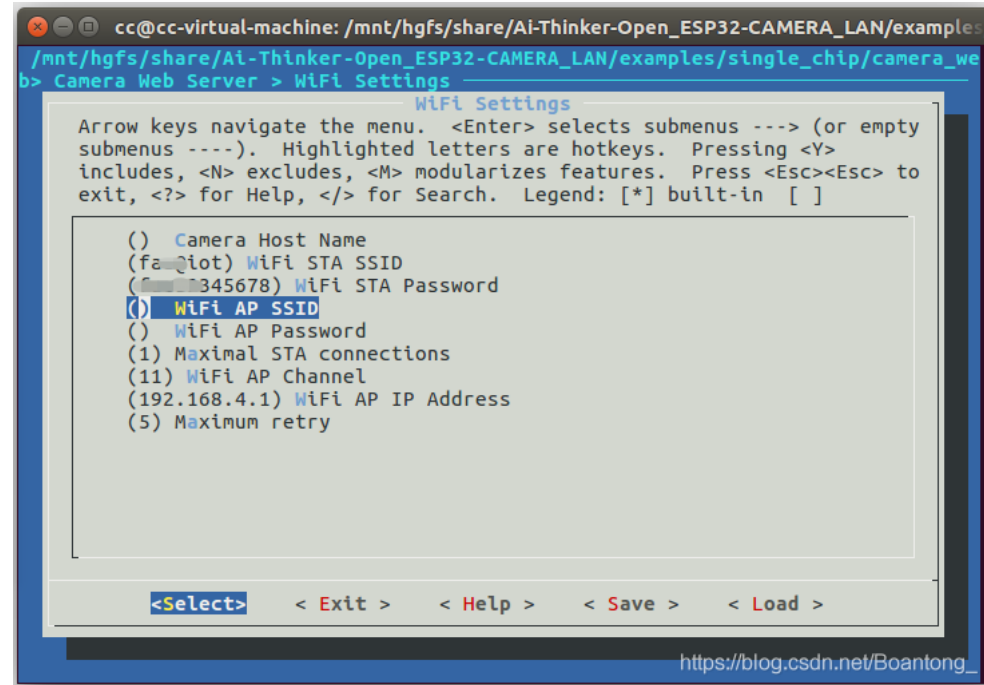 cc@cc-virtual-machine: /mnt/hgfs/share/Ai-Thinker-Open_ESP32-CAMERA_LAN/examples
/mnt/hgfs/share/Ai-Thinker-Open_ESP32-CAMERA_LAN/examples/single_chip/camera_we
b> Camera Web Server > WiFi Settings
WiFi Settings
Arrow keys navigate the menu. <Enter> selects submenus ---> (or empty
submenus ----). Highlighted letters are hotkeys. Pressing <Y>
includes, <N> excludes, <M> modularizes features. Press <Esc><Esc> to
exit, <?> for Help, </> for Search. Legend: [*] built-in [ ]
() Camera Host Name
WiFi STA SSID
WiFi STA Password
() WiFi AP SSID
() WiFi AP Password
(1) Maximal STA connections
(11) WiFi AP Channel
(192.168.4.1) WiFi AP IP Address
(5) Maximum retry
<Select> < Exit > < Help > < Save > < Load >
https://blog.csdn.net/Boantong_